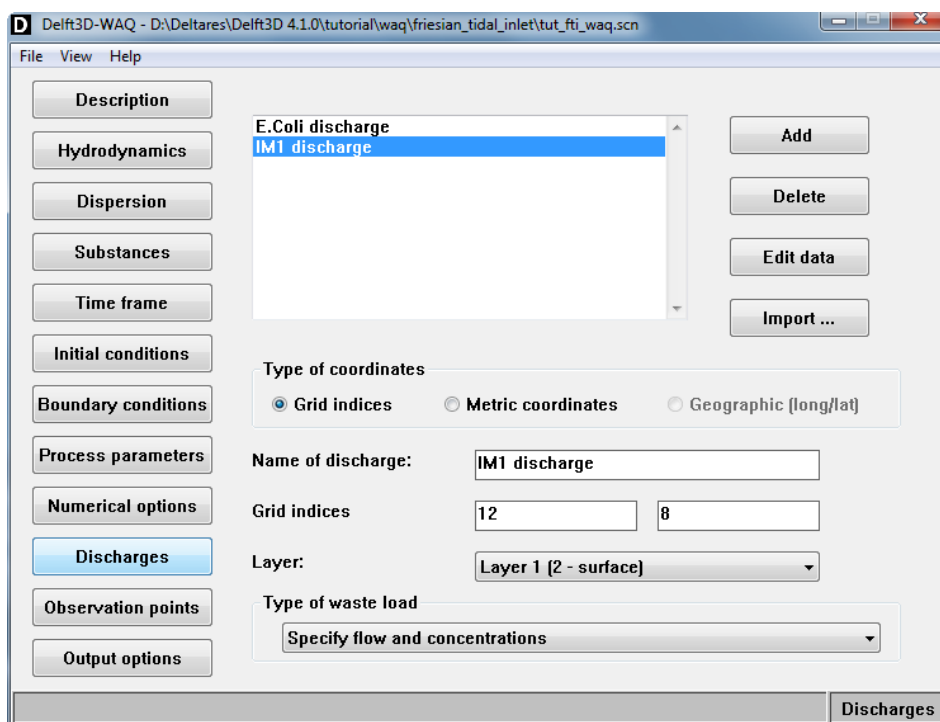 D Delft3D-WAQ - D:\Deltares\Delft3D 4.1.0\tutorial\waq\friesian_tidal_inlet\tut_fti_waq.scn
File View Help
Description
Hydrodynamics
Dispersion
Substances
Time frame
Initial conditions
Boundary conditions
Process parameters
Numerical options
Discharges
Observation points
Output options
E.Coli discharge
IM1 discharge
Add
Delete
Edit data
Import ...
Type of coordinates
Grid indices Metric coordinates Geographic (long/lat)
Name of discharge: IM1 discharge
Grid indices 12 8
Layer: Layer 1 (2 - surface)
Type of waste load
Specify flow and concentrations
Discharges